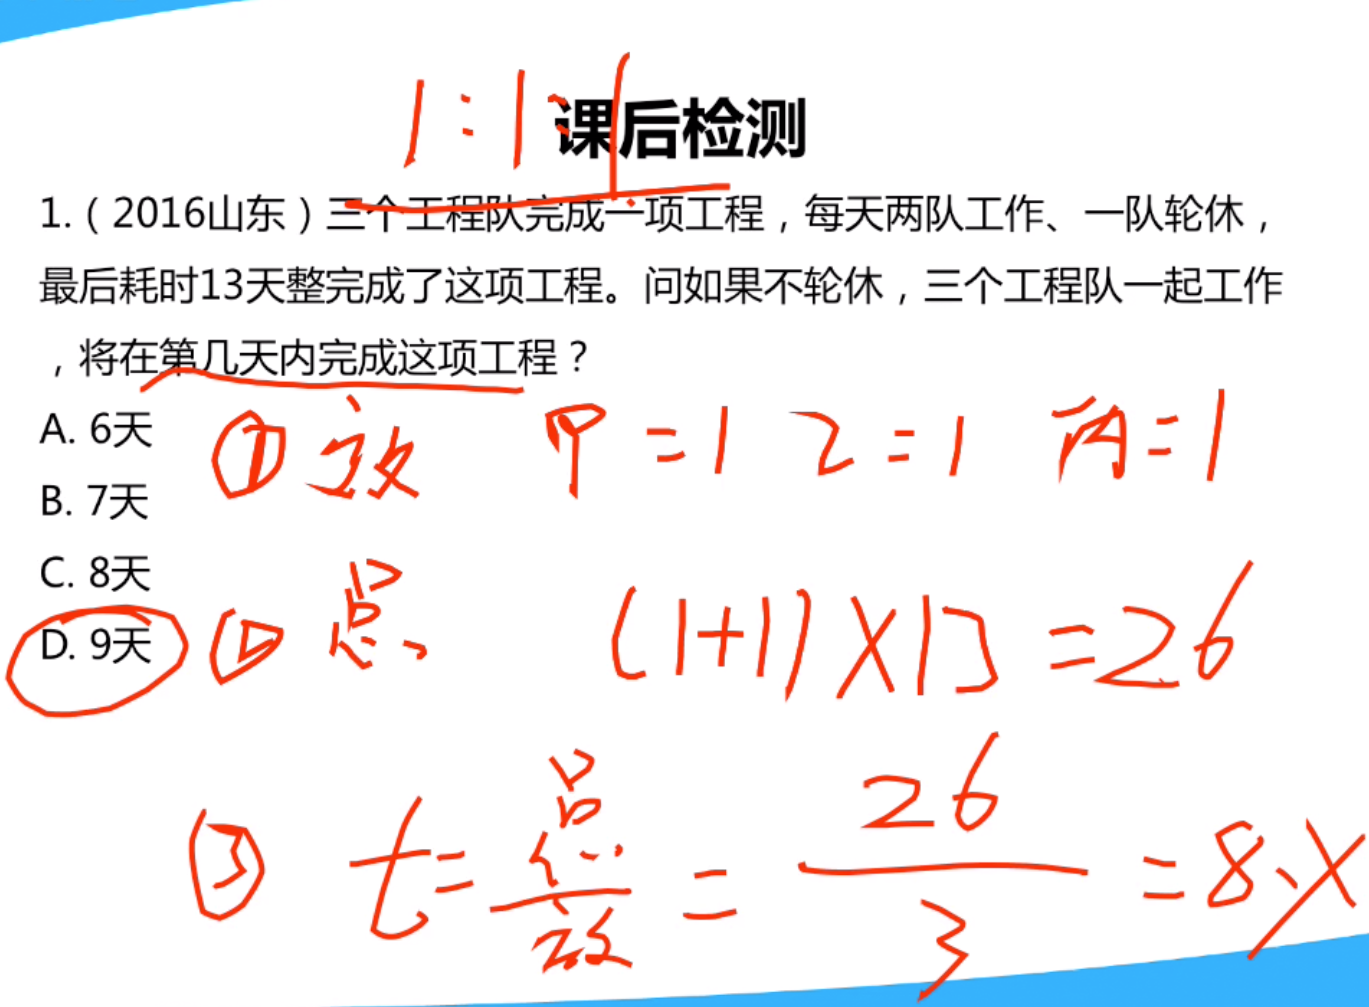 1:1:1
课后检测
1.（2016山东）三个工程队完成一项工程，每天两队工作、一队轮休，
最后耗时13天整完成了这项工程。问如果不轮休，三个工程队一起工作
，将在第几天内完成这项工程？
A. 6天
① 效 甲=1 乙=1 丙=1
B. 7天
C. 8天
D. 9天
② 总 (1+1)×13=26
③ t=总/效=26/3=8.X